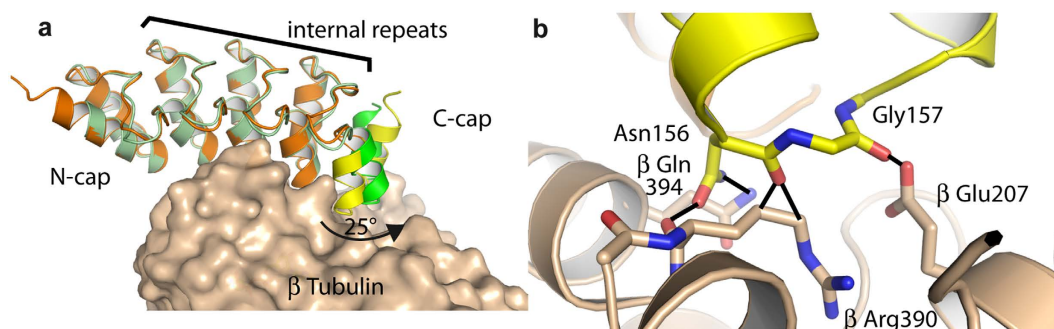 a
internal repeats
N-cap
C-cap
25°
β Tubulin
b
Asn156
Gly157
β Gln
394
β Glu207
β Arg390